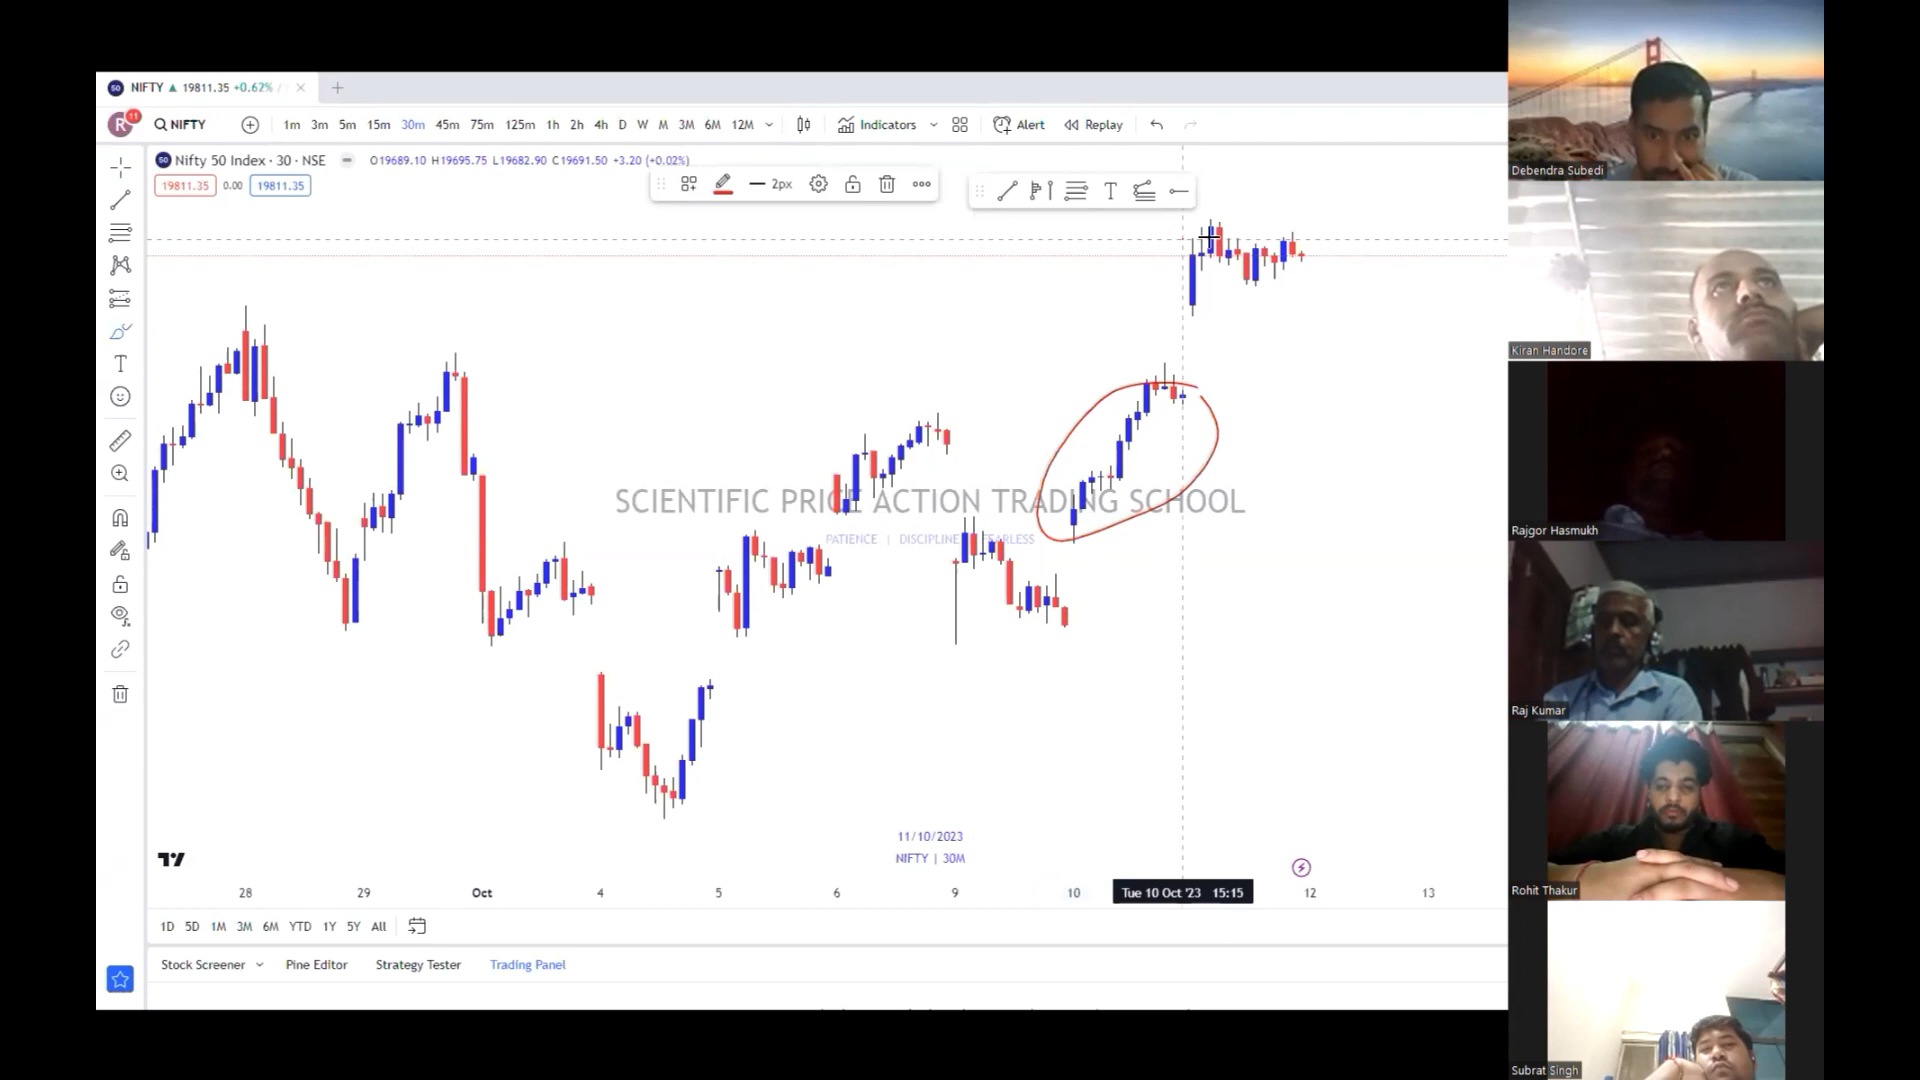 NIFTY ▲ 19811.35 +0.62% /
R 11 NIFTY 1m 3m 5m 15m 30m 45m 75m 125m 1h 2h 4h D W M 3M 6M 12M Indicators Alert Replay
50 Nifty 50 Index · 30 · NSE O19689.10 H19695.75 L19682.90 C19691.50 +3.20 (+0.02%)
19811.35 0.00 19811.35
2px
T
SCIENTIFIC PRICE ACTION TRADING SCHOOL
PATIENCE | DISCIPLINE | FEARLESS
11/10/2023
NIFTY | 30M
28 29 Oct 4 5 6 9 10 Tue 10 Oct '23 15:15 12 13
1D 5D 1M 3M 6M YTD 1Y 5Y All
Stock Screener Pine Editor Strategy Tester Trading Panel
Debendra Subedi
Kiran Handore
Rajgor Hasmukh
Raj Kumar
Rohit Thakur
Subrat Singh